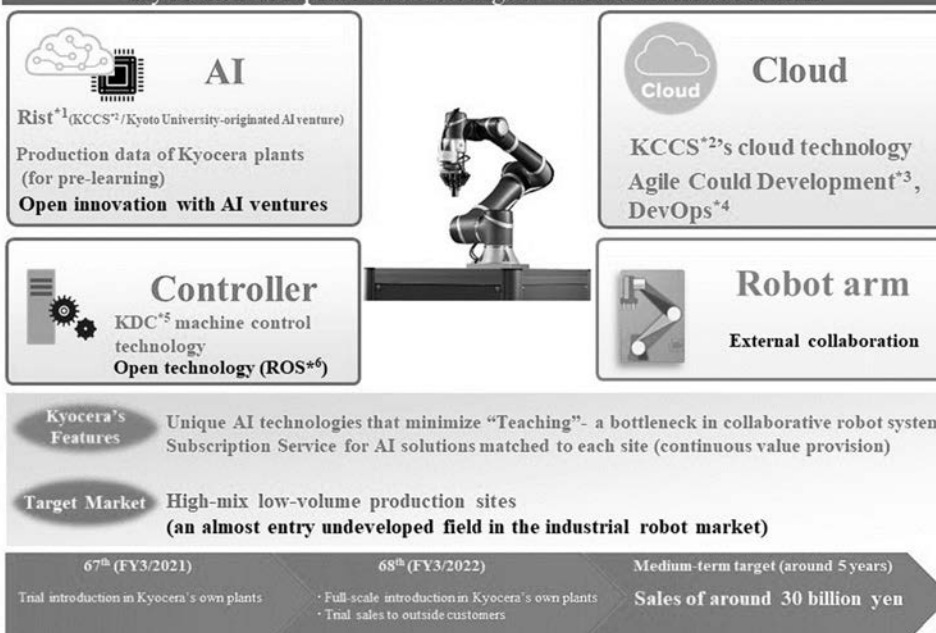 AI
Rist*1 (KCCS*2 / Kyoto University-originated AI venture)
Production data of Kyocera plants
(for pre-learning)
Open innovation with AI ventures
Cloud
Cloud
KCCS*2's cloud technology
Agile Could Development*3,
DevOps*4
Controller
KDC*5 machine control
technology
Open technology (ROS*6)
Robot arm
External collaboration
Kyocera's
Features
Unique AI technologies that minimize “Teaching”- a bottleneck in collaborative robot system
Subscription Service for AI solutions matched to each site (continuous value provision)
Target Market
High-mix low-volume production sites
(an almost entry undeveloped field in the industrial robot market)
67th (FY3/2021)
Trial introduction in Kyocera's own plants
68th (FY3/2022)
・Full-scale introduction in Kyocera's own plants
・Trial sales to outside customers
Medium-term target (around 5 years)
Sales of around 30 billion yen